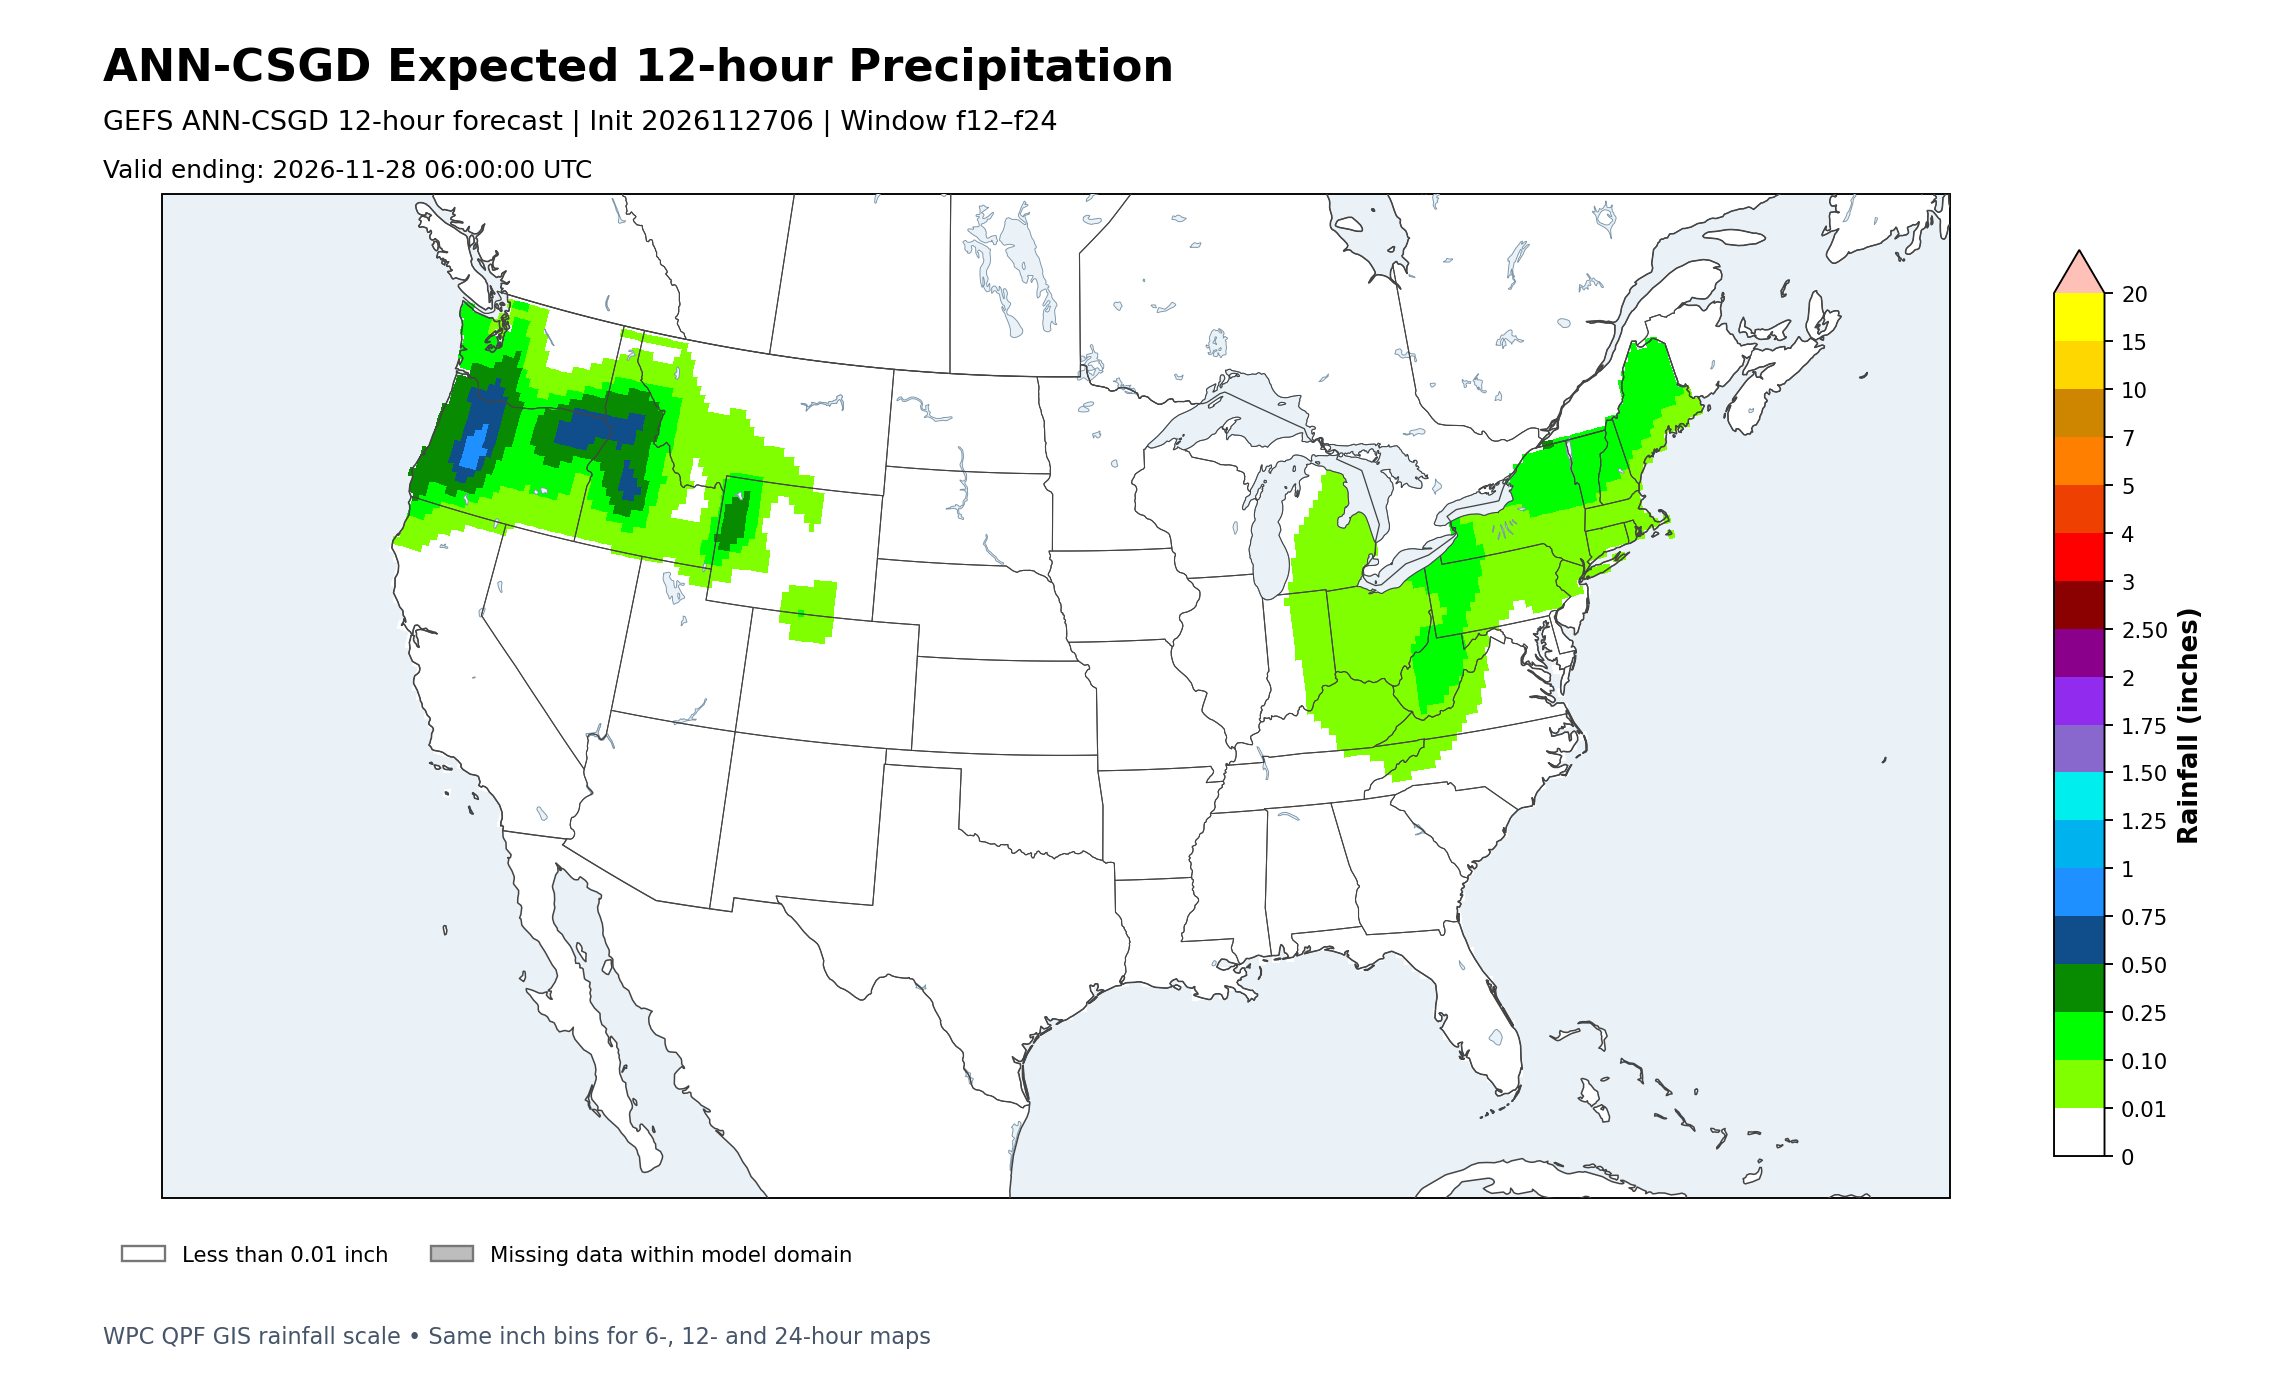 ANN-CSGD Expected 12-hour Precipitation
GEFS ANN-CSGD 12-hour forecast | Init 2026112706 | Window f12–f24
Valid ending: 2026-11-28 06:00:00 UTC
20
15
10
7
5
4
3
2.50
2
1.75
1.50
1.25
1
0.75
0.50
0.25
0.10
0.01
0
Rainfall (inches)
Less than 0.01 inch
Missing data within model domain
WPC QPF GIS rainfall scale • Same inch bins for 6-, 12- and 24-hour maps